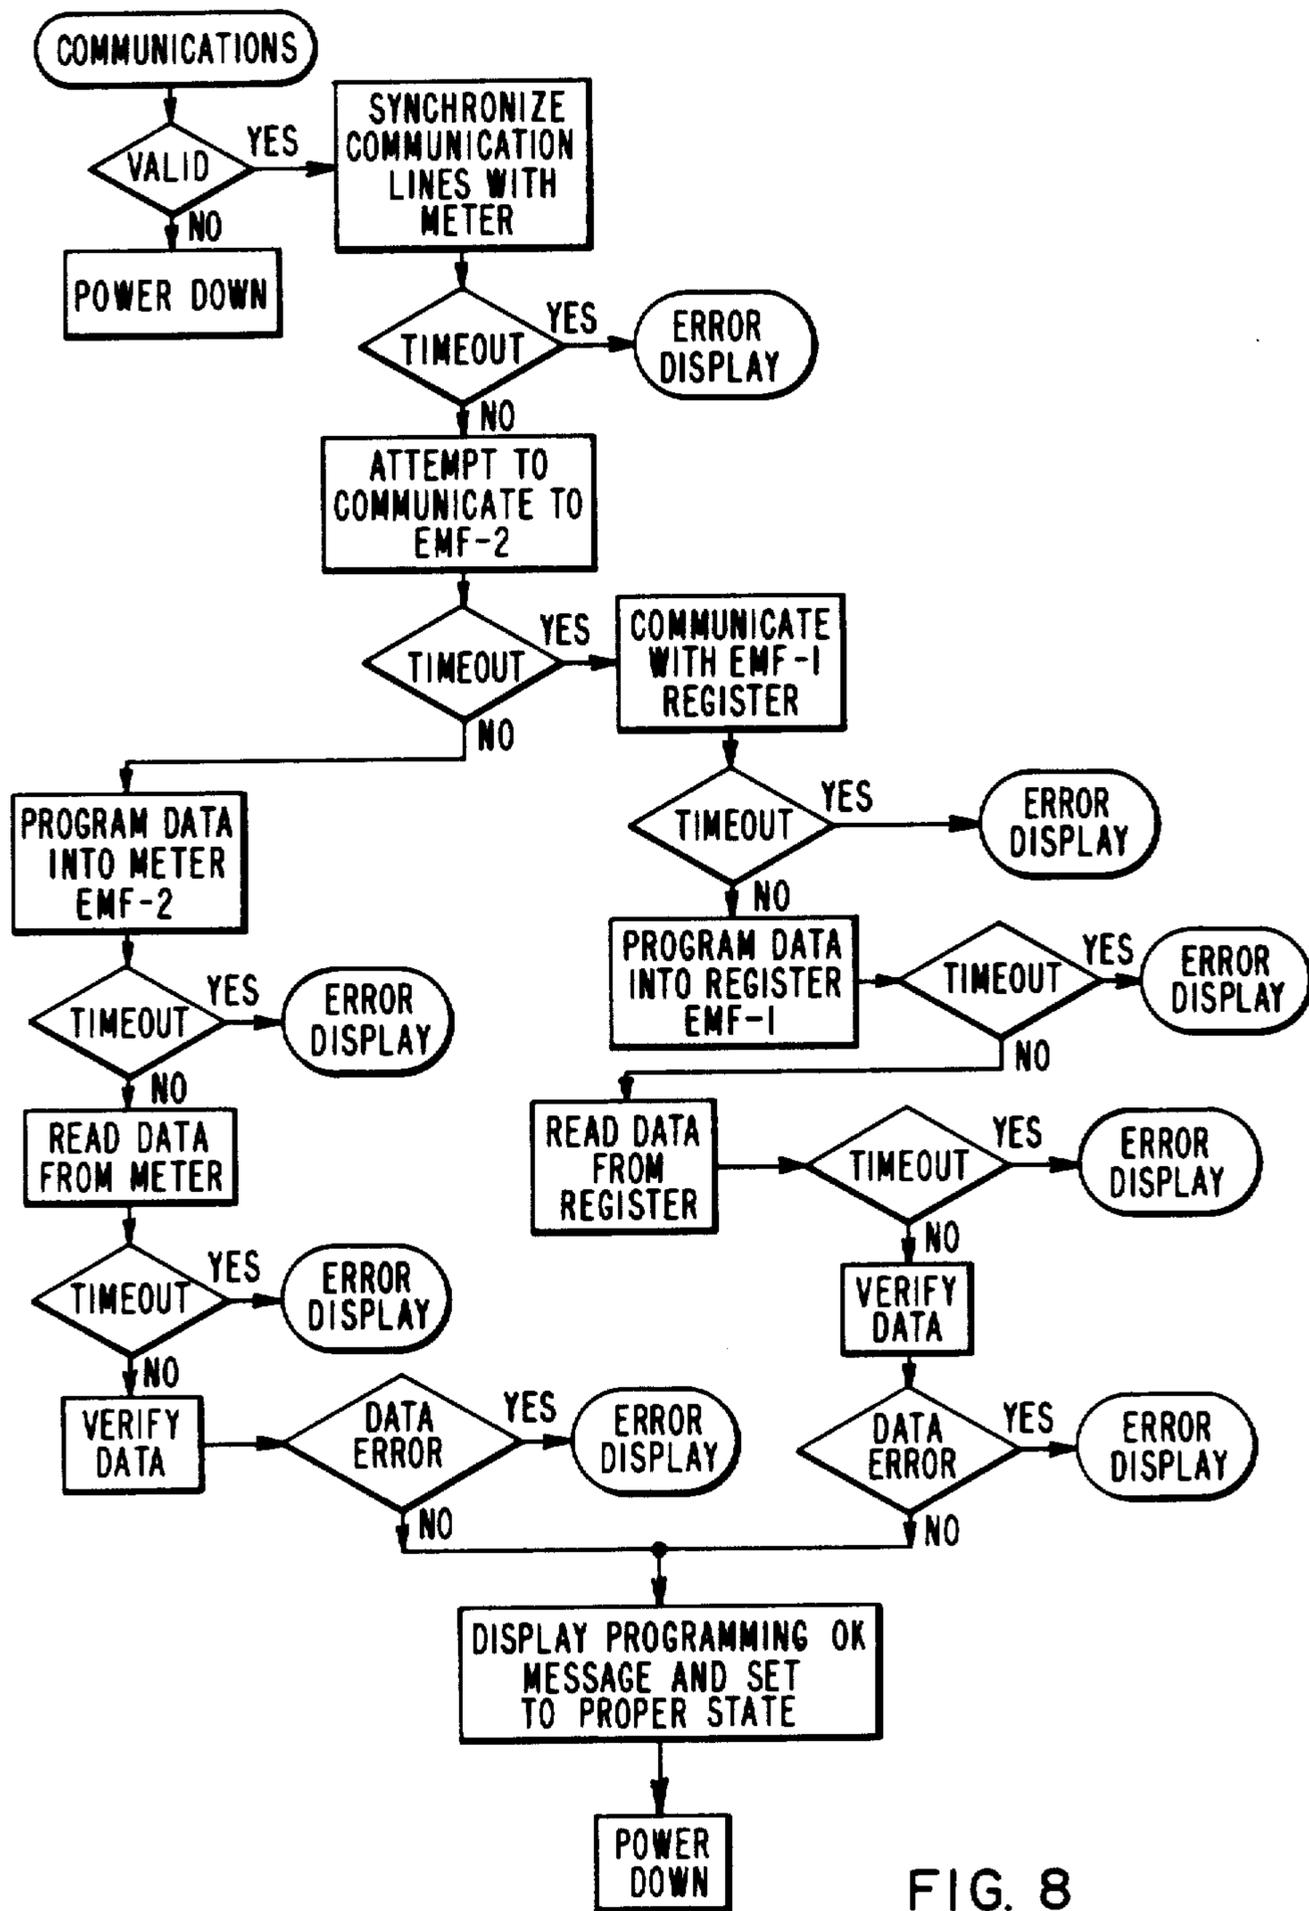 COMMUNICATIONS
VALID
YES
NO
POWER DOWN
SYNCHRONIZE
COMMUNICATION
LINES WITH
METER
TIMEOUT
YES
ERROR
DISPLAY
NO
ATTEMPT TO
COMMUNICATE TO
EMF-2
TIMEOUT
YES
COMMUNICATE
WITH EMF-1
REGISTER
NO
TIMEOUT
YES
ERROR
DISPLAY
NO
PROGRAM DATA
INTO METER
EMF-2
PROGRAM DATA
INTO REGISTER
EMF-1
TIMEOUT
YES
ERROR
DISPLAY
NO
TIMEOUT
YES
ERROR
DISPLAY
NO
READ DATA
FROM METER
READ DATA
FROM
REGISTER
TIMEOUT
YES
ERROR
DISPLAY
NO
TIMEOUT
YES
ERROR
DISPLAY
NO
VERIFY
DATA
VERIFY
DATA
DATA
ERROR
YES
ERROR
DISPLAY
NO
DATA
ERROR
YES
ERROR
DISPLAY
NO
DISPLAY PROGRAMMING OK
MESSAGE AND SET
TO PROPER STATE
POWER
DOWN
FIG. 8